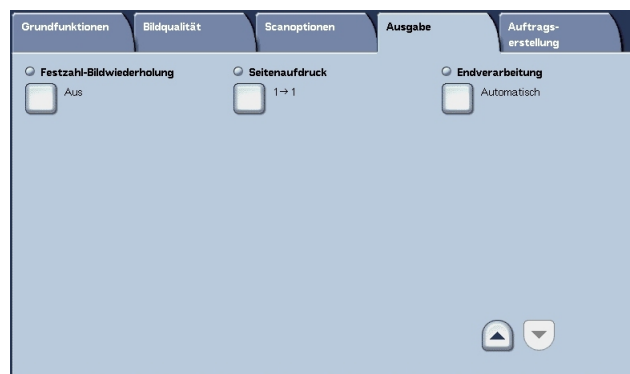 Grundfunktionen
Bildqualität
Scanoptionen
Ausgabe
Auftrags-
erstellung
Festzahl-Bildwiederholung
Aus
Seitenaufdruck
1→1
Endverarbeitung
Automatisch